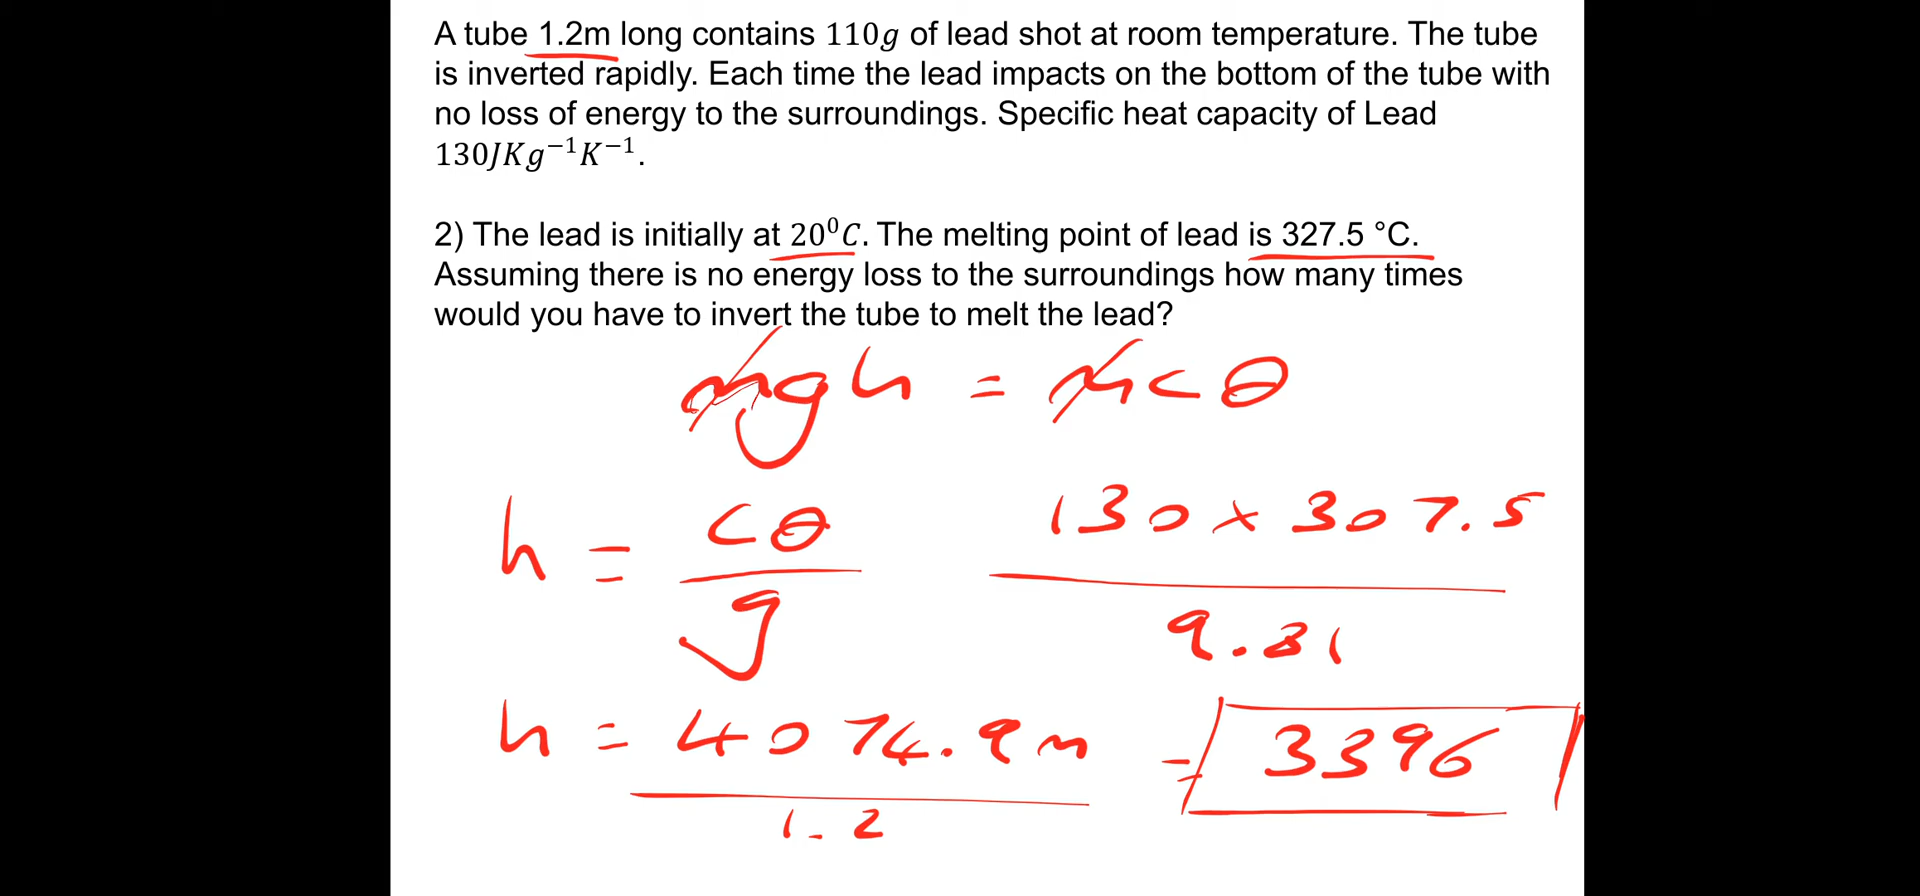 A tube 1.2m long contains 110g of lead shot at room temperature. The tube
is inverted rapidly. Each time the lead impacts on the bottom of the tube with
no loss of energy to the surroundings. Specific heat capacity of Lead
130JKg⁻¹K⁻¹.
2) The lead is initially at 20⁰C. The melting point of lead is 327.5 °C.
Assuming there is no energy loss to the surroundings how many times
would you have to invert the tube to melt the lead?
mgh = mcθ
h = cθ / g 130 × 307.5 / 9.81
h = 4074.9m / 1.2 = 3396